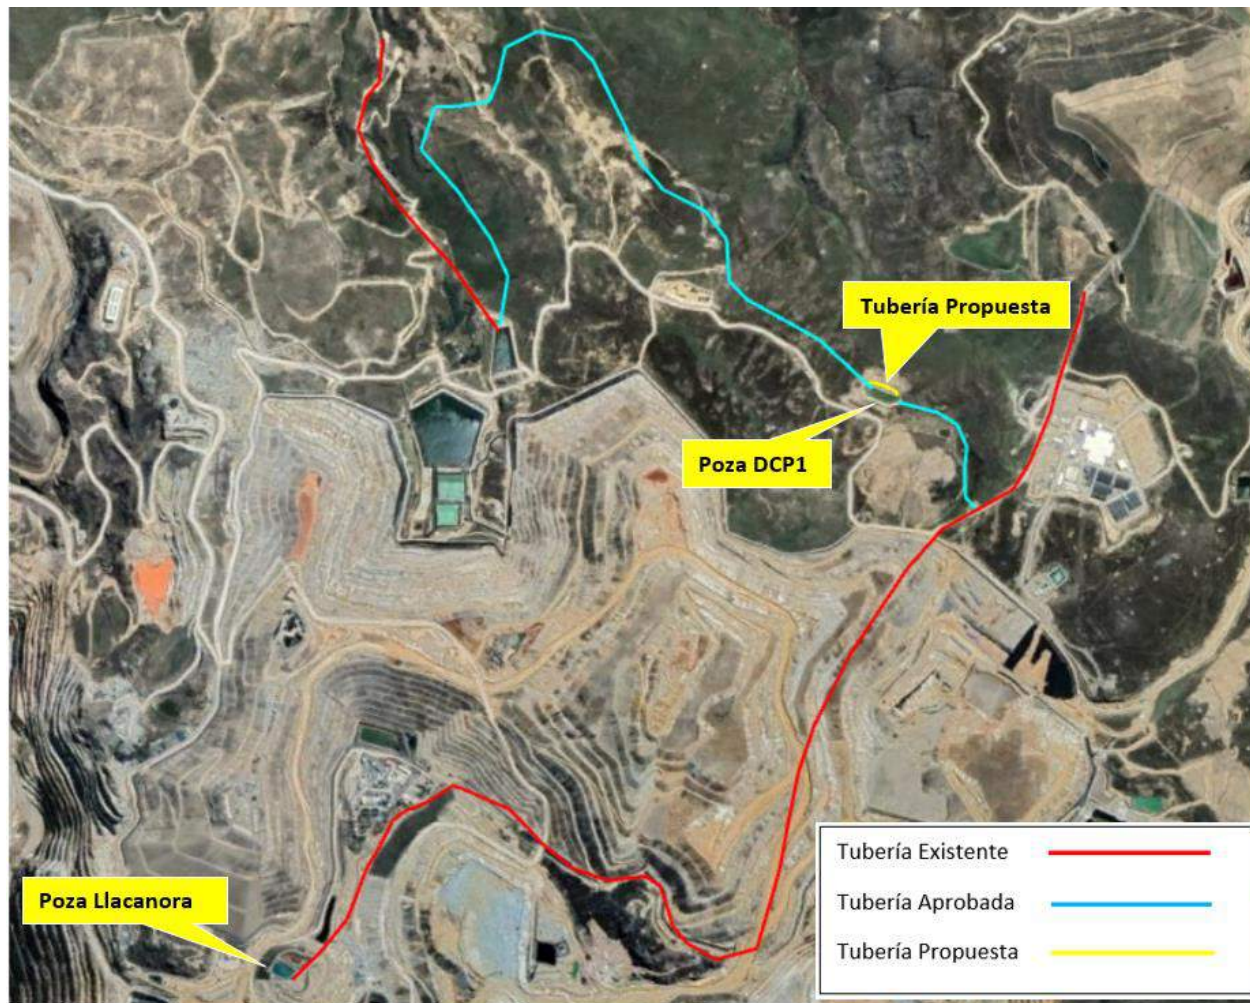 Tubería Propuesta
Poza DCP1
Poza Llacanora
Tubería Existente
Tubería Aprobada
Tubería Propuesta